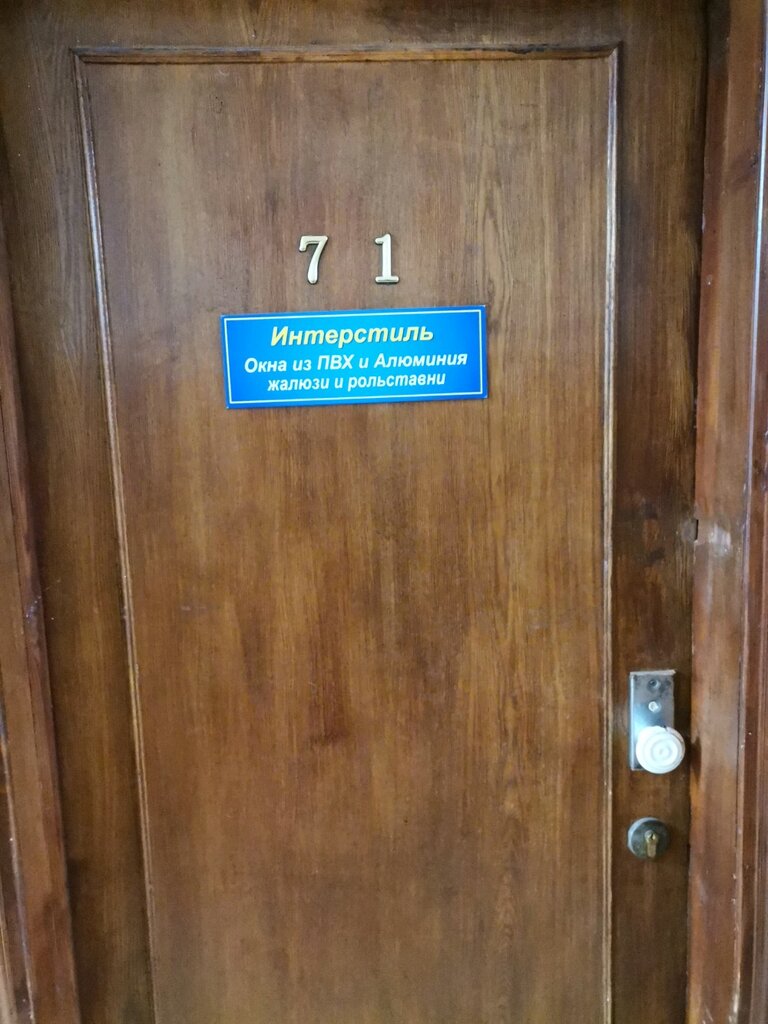 7 1
Интерстиль
Окна из ПВХ и Алюминия
жалюзи и рольставни